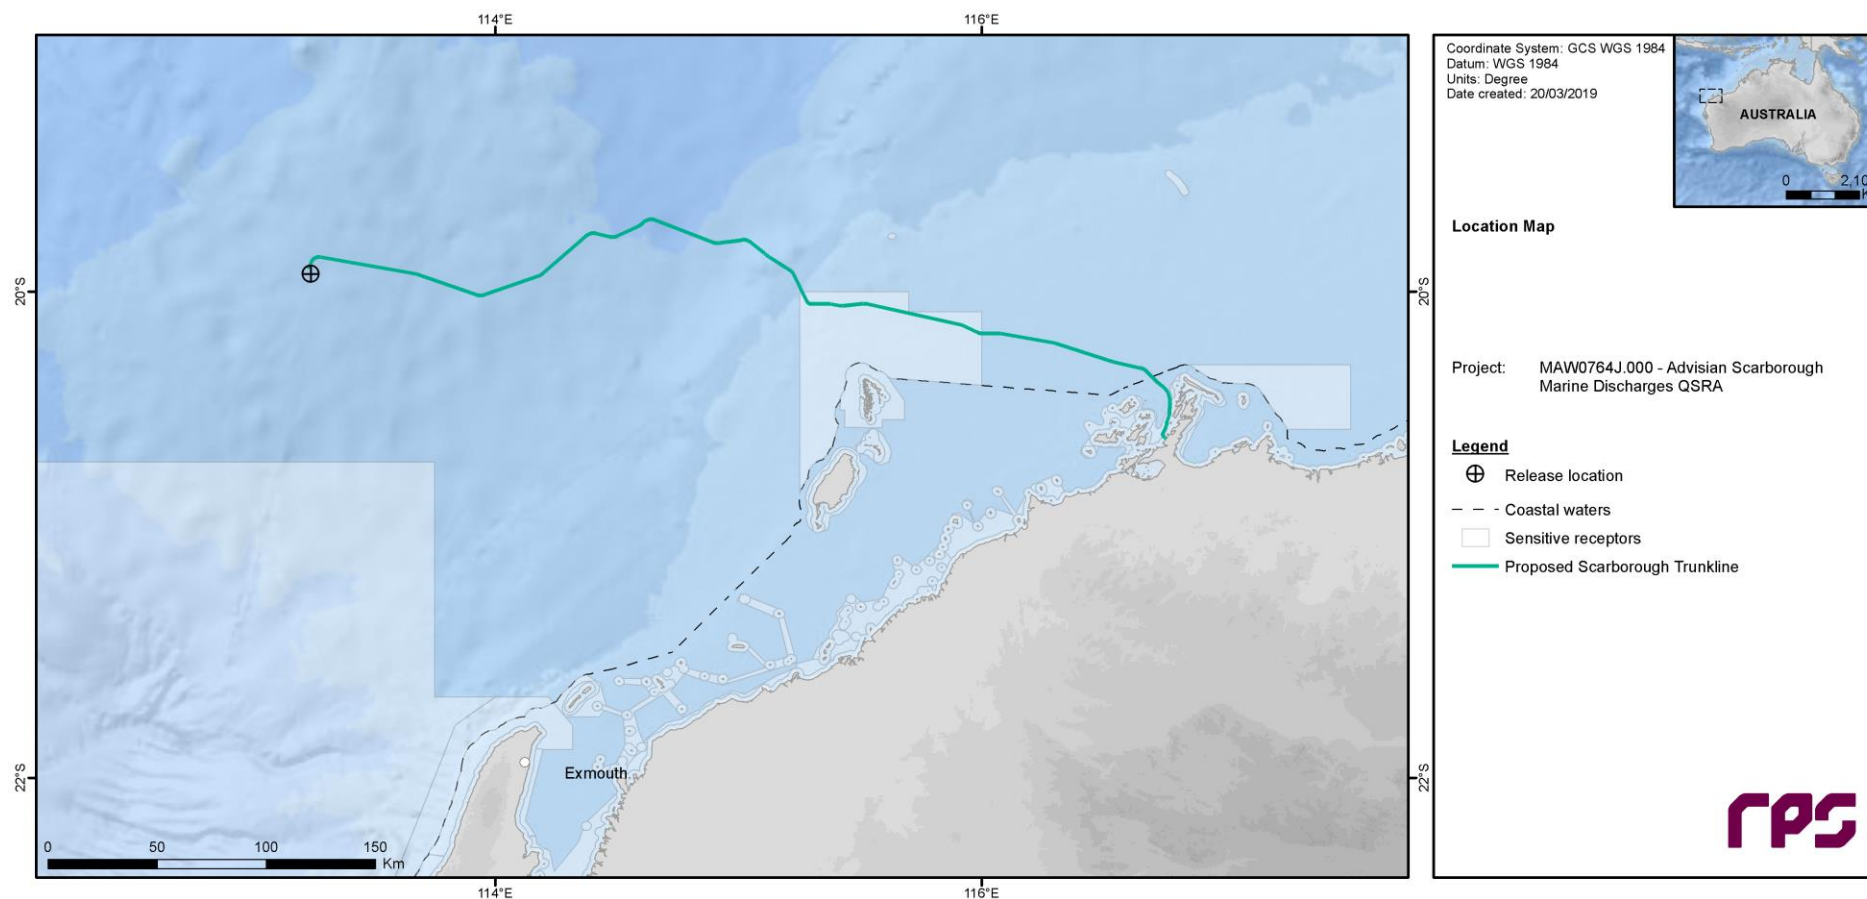 114°E
116°E
20°S
20°S
22°S
22°S
Exmouth
0 50 100 150
Km
114°E
116°E
Coordinate System: GCS WGS 1984
Datum: WGS 1984
Units: Degree
Date created: 20/03/2019
AUSTRALIA
0 2,10
K
Location Map
Project: MAW0764J.000 - Advisian Scarborough
Marine Discharges QSRA
Legend
Release location
Coastal waters
Sensitive receptors
Proposed Scarborough Trunkline
rps